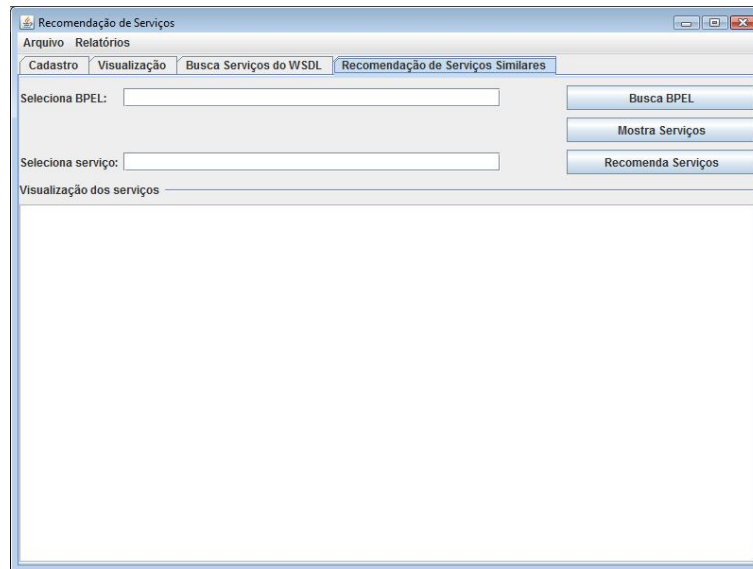 Recomendação de Serviços
Arquivo Relatórios
Cadastro Visualização Busca Serviços do WSDL Recomendação de Serviços Similares
Seleciona BPEL: Busca BPEL
Mostra Serviços
Seleciona serviço: Recomenda Serviços
Visualização dos serviços